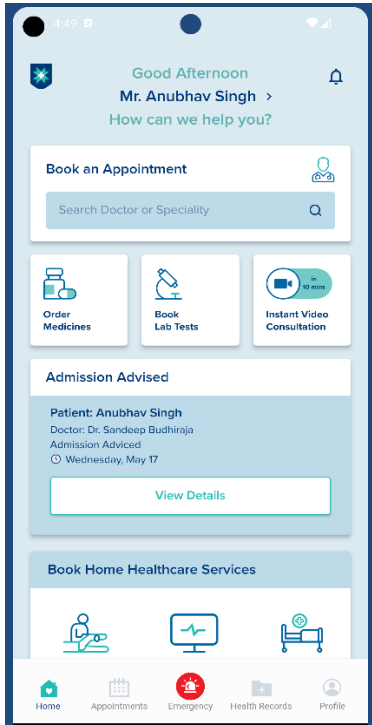 4:49
Good Afternoon
Mr. Anubhav Singh >
How can we help you?
Book an Appointment
Search Doctor or Speciality
Order
Medicines
Book
Lab Tests
in
10 mins
Instant Video
Consultation
Admission Advised
Patient: Anubhav Singh
Doctor: Dr. Sandeep Budhiraja
Admission Adviced
Wednesday, May 17
View Details
Book Home Healthcare Services
Home
Appointments
Emergency
Health Records
Profile